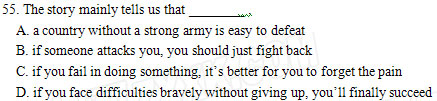 55. The story mainly tells us that __________.
A. a country without a strong army is easy to defeat
B. if someone attacks you, you should just fight back
C. if you fail in doing something, it's better for you to forget the pain
D. if you face difficulties bravely without giving up, you'll finally succeed